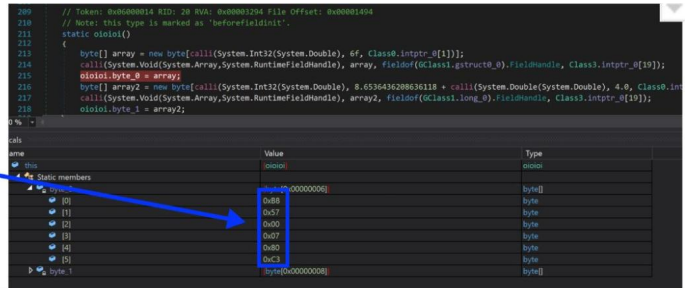 209 // Token: 0x06000014 RID: 20 RVA: 0x00003294 File Offset: 0x00001494
210 // Note: this type is marked as 'beforefieldinit'.
211 static oioioi()
212 {
213 byte[] array = new byte[calli(System.Int32(System.Double), 6f, Class0.intptr_0[1])];
214 calli(System.Void(System.Array,System.RuntimeFieldHandle), array, fieldof(GClass1.gstruct0_0).FieldHandle, Class3.intptr_0[19]);
215 oioioi.byte_0 = array;
216 byte[] array2 = new byte[calli(System.Int32(System.Double), 8.6536436208636118 + calli(System.Double(System.Double), 4.0, Class0.int
217 calli(System.Void(System.Array,System.RuntimeFieldHandle), array2, fieldof(GClass1.long_0).FieldHandle, Class3.intptr_0[19]);
218 oioioi.byte_1 = array2;
0 %
cals
ame Value Type
this {oioioi} oioioi
Static members
byte_0 {byte[0x00000006]} byte[]
[0] 0xB8 byte
[1] 0x57 byte
[2] 0x00 byte
[3] 0x07 byte
[4] 0x80 byte
[5] 0xC3 byte
byte_1 {byte[0x00000008]} byte[]